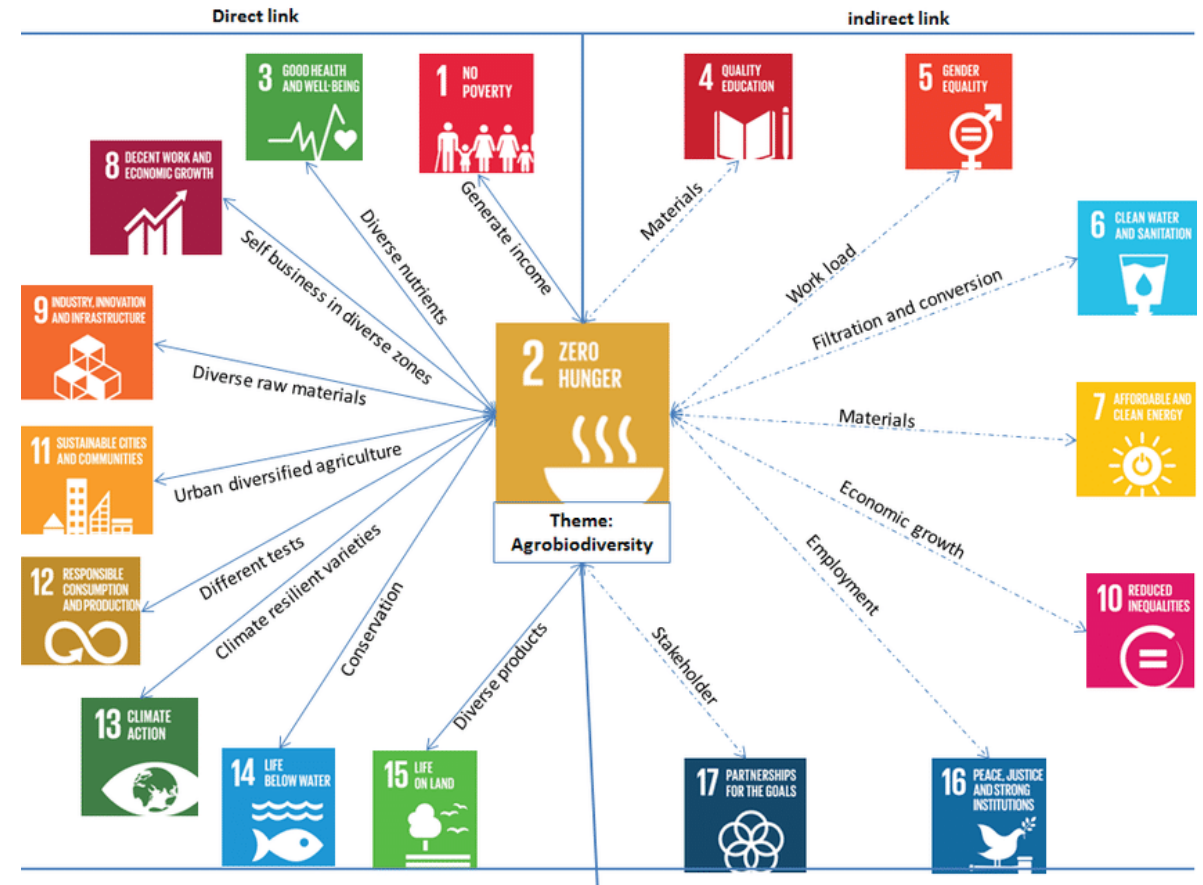 Direct link
indirect link
3 GOOD HEALTH
AND WELL-BEING
1 NO
POVERTY
4 QUALITY
EDUCATION
5 GENDER
EQUALITY
8 DECENT WORK AND
ECONOMIC GROWTH
6 CLEAN WATER
AND SANITATION
Generate income
Diverse nutrients
Self business in diverse zones
Materials
Work load
Filtration and conversion
9 INDUSTRY, INNOVATION
AND INFRASTRUCTURE
Diverse raw materials
2 ZERO
HUNGER
Materials
7 AFFORDABLE AND
CLEAN ENERGY
11 SUSTAINABLE CITIES
AND COMMUNITIES
Urban diversified agriculture
Theme:
Agrobiodiversity
Economic growth
Employment
12 RESPONSIBLE
CONSUMPTION
AND PRODUCTION
Different tests
Climate resilient varieties
Conservation
Diverse products
Stakeholder
10 REDUCED
INEQUALITIES
13 CLIMATE
ACTION
14 LIFE
BELOW WATER
15 LIFE
ON LAND
17 PARTNERSHIPS
FOR THE GOALS
16 PEACE, JUSTICE
AND STRONG
INSTITUTIONS